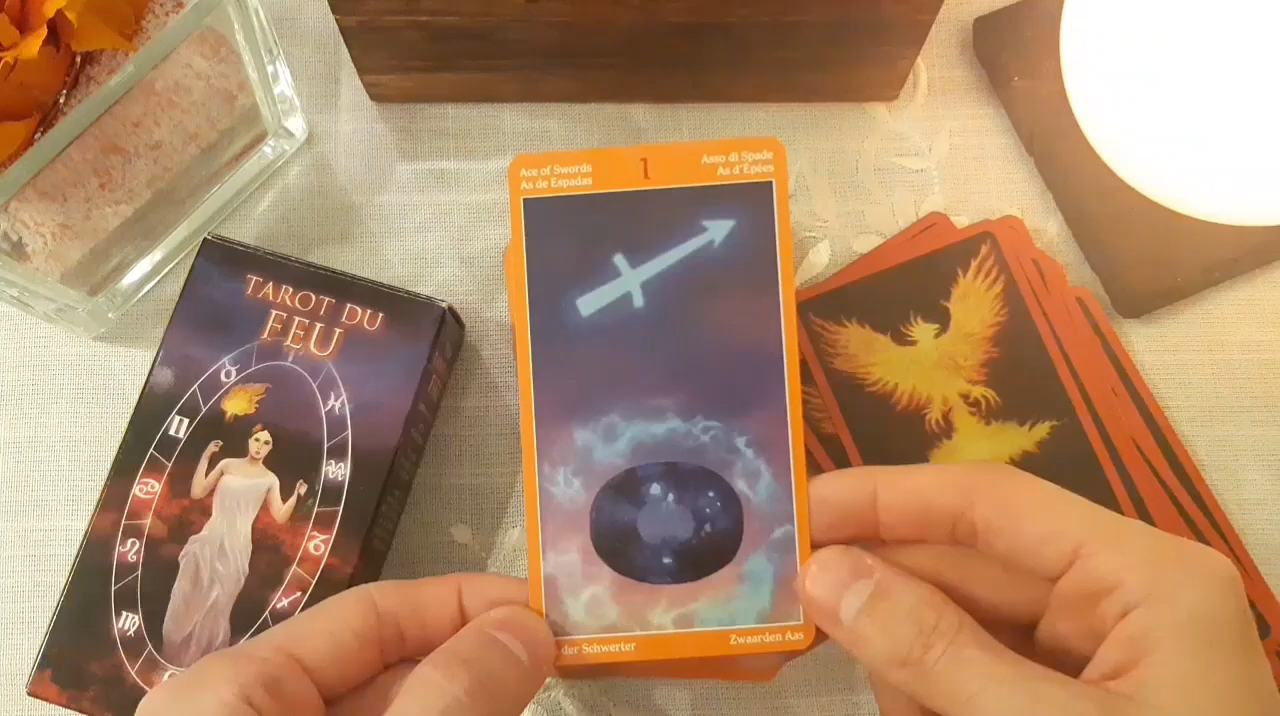 Ace of Swords
As de Espadas
1
Asso di Spade
As d'Épées
der Schwerter
Zwaarden Aas
TAROT DU
FEU